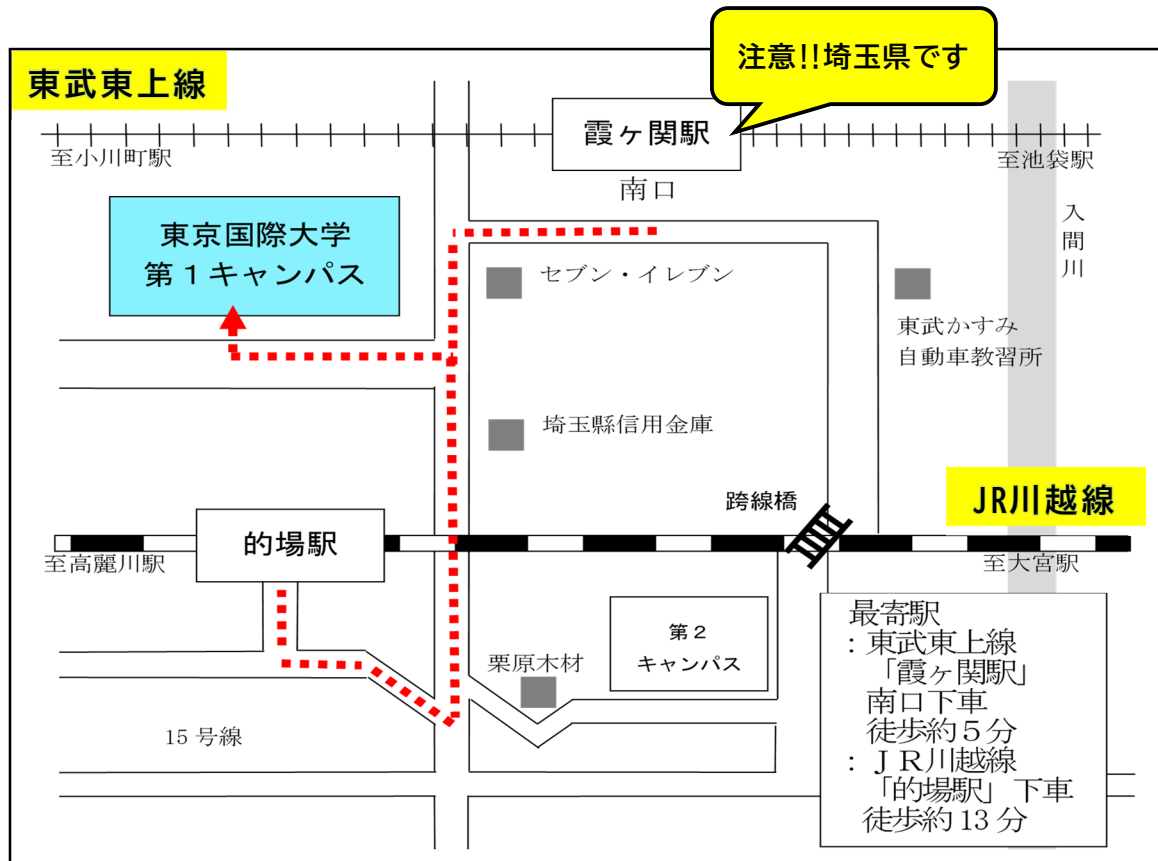 注意!!埼玉県です
東武東上線
霞ヶ関駅
至小川町駅
至池袋駅
南口
入間川
東京国際大学
第１キャンパス
セブン・イレブン
東武かすみ
自動車教習所
埼玉縣信用金庫
JR川越線
跨線橋
的場駅
至高麗川駅
至大宮駅
第２
キャンパス
栗原木材
15号線
最寄駅
：東武東上線
「霞ヶ関駅」
南口下車
徒歩約５分
：ＪＲ川越線
「的場駅」下車
徒歩約13分